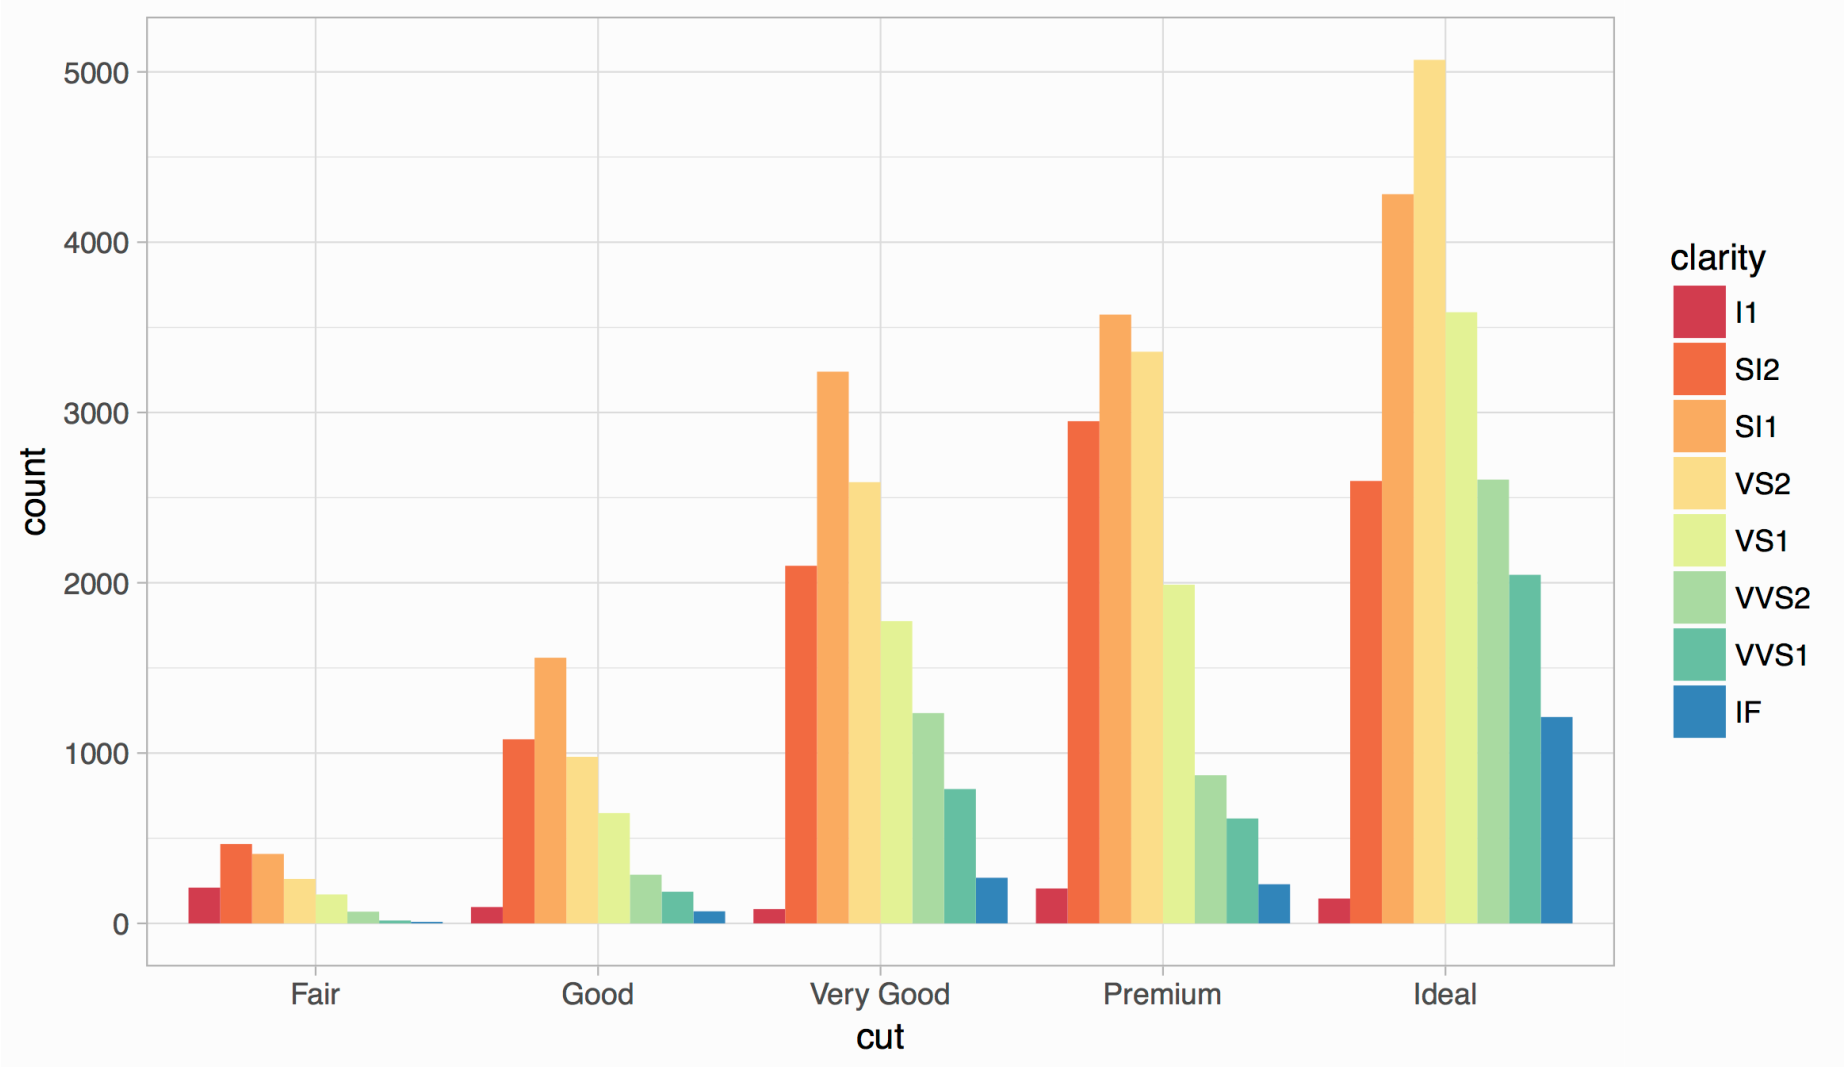 5000
4000
3000
2000
1000
0
count
Fair Good Very Good Premium Ideal
cut
clarity
I1
SI2
SI1
VS2
VS1
VVS2
VVS1
IF